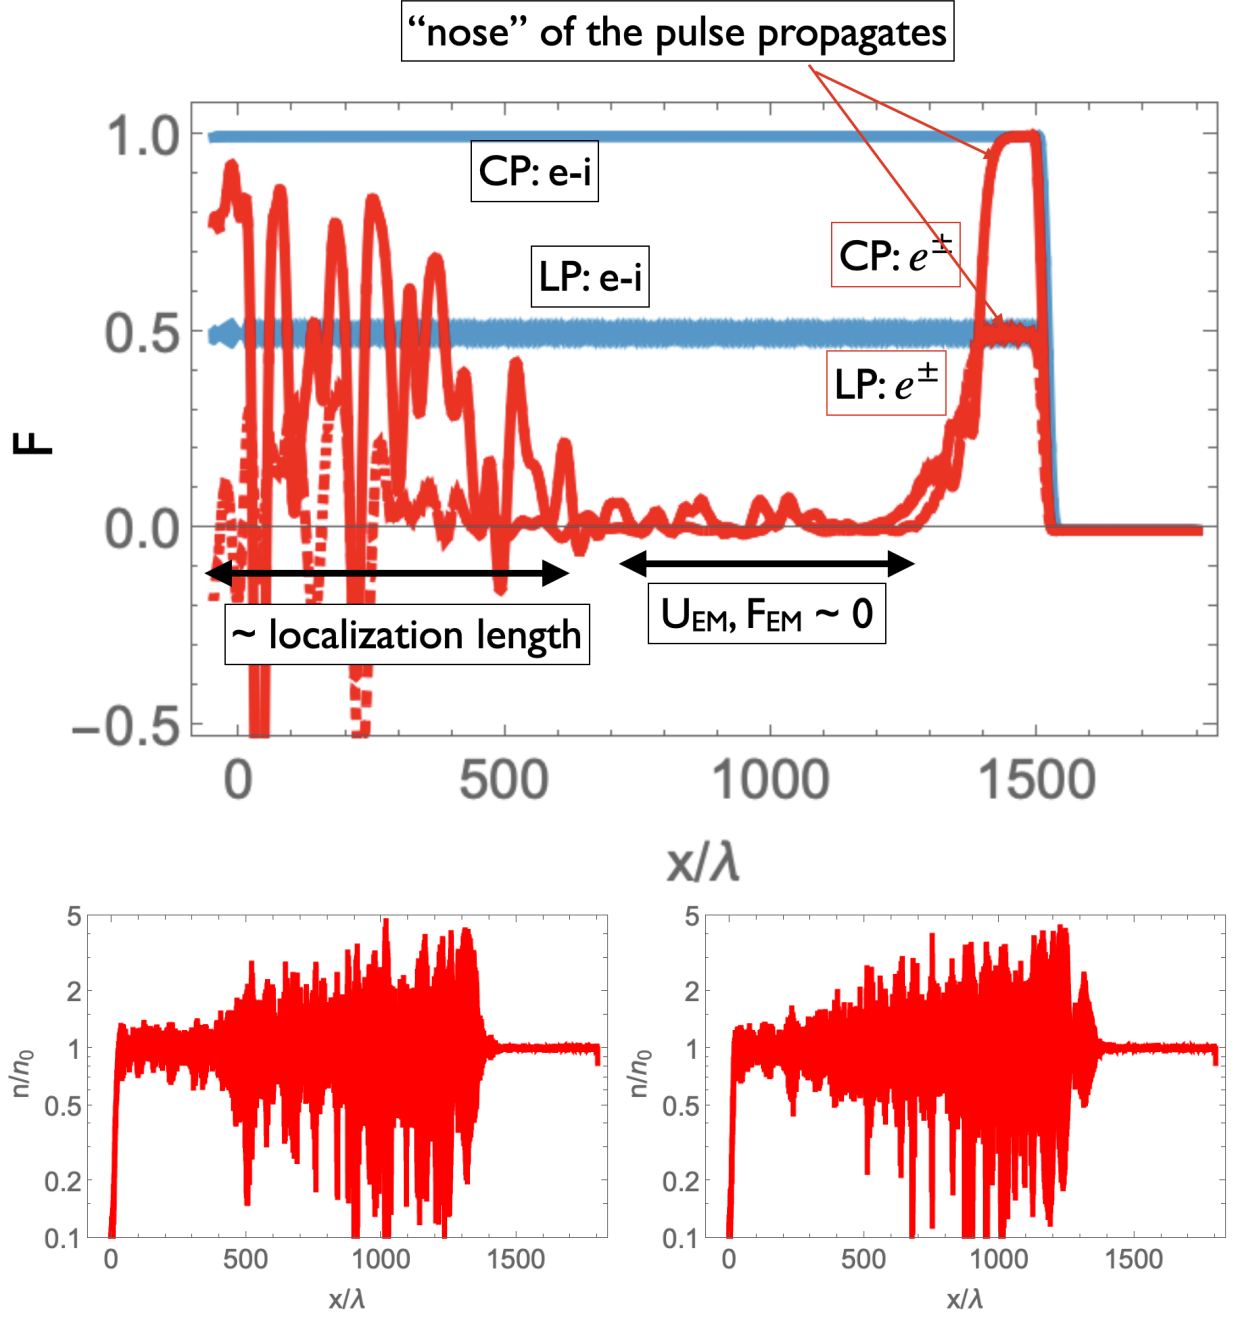 “nose” of the pulse propagates
1.0
CP: e-i
CP: e±
LP: e-i
0.5
LP: e±
F
0.0
~ localization length
UEM, FEM ~ 0
−0.5
0 500 1000 1500
x/λ
5
2
1
0.5
0.2
0.1
n/n0
0 500 1000 1500
x/λ
5
2
1
0.5
0.2
0.1
n/n0
0 500 1000 1500
x/λ